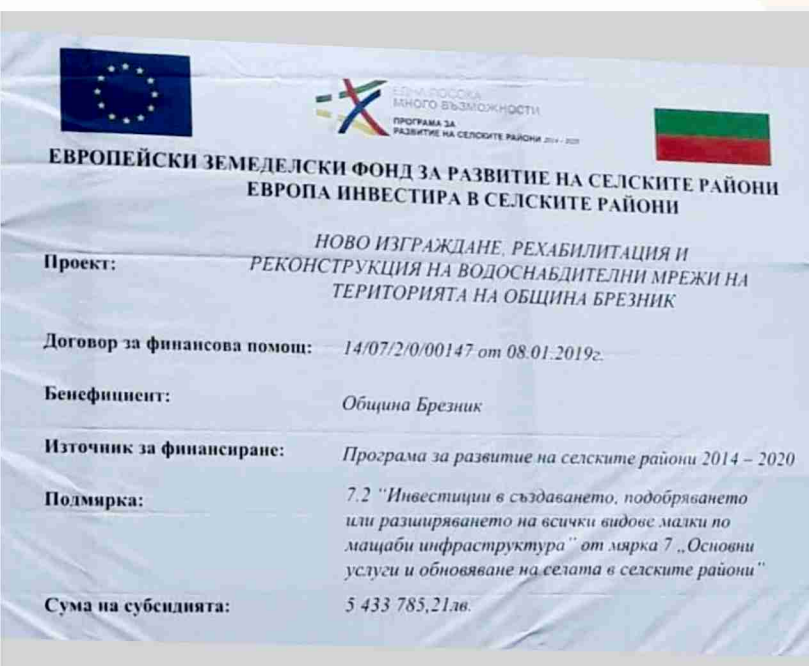 ЕДНА ПОСОКА
МНОГО ВЪЗМОЖНОСТИ
ПРОГРАМА ЗА
РАЗВИТИЕ НА СЕЛСКИТЕ РАЙОНИ 2014 - 2020
ЕВРОПЕЙСКИ ЗЕМЕДЕЛСКИ ФОНД ЗА РАЗВИТИЕ НА СЕЛСКИТЕ РАЙОНИ
ЕВРОПА ИНВЕСТИРА В СЕЛСКИТЕ РАЙОНИ
Проект:
НОВО ИЗГРАЖДАНЕ, РЕХАБИЛИТАЦИЯ И
РЕКОНСТРУКЦИЯ НА ВОДОСНАБДИТЕЛНИ МРЕЖИ НА
ТЕРИТОРИЯТА НА ОБЩИНА БРЕЗНИК
Договор за финансова помощ: 14/07/2/0/00147 от 08.01.2019г.
Бенефициент: Община Брезник
Източник за финансиране: Програма за развитие на селските райони 2014 – 2020
Подмярка: 7.2 "Инвестиции в създаването, подобряването
или разширяването на всички видове малки по
мащаби инфраструктура" от мярка 7 „Основни
услуги и обновяване на селата в селските райони"
Сума на субсидията: 5 433 785,21лв.